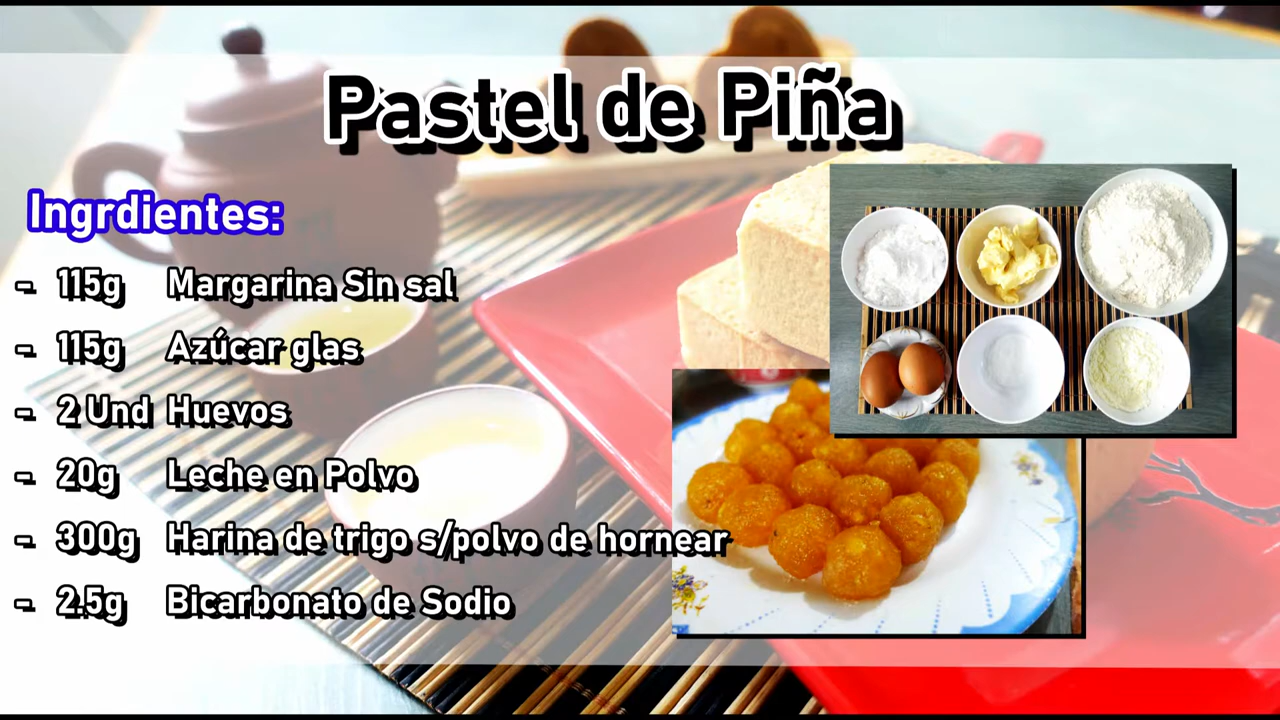 Pastel de Piña
Ingrdientes:
- 115g Margarina Sin sal
- 115g Azúcar glas
- 2 Und Huevos
- 20g Leche en Polvo
- 300g Harina de trigo s/polvo de hornear
- 2.5g Bicarbonato de Sodio